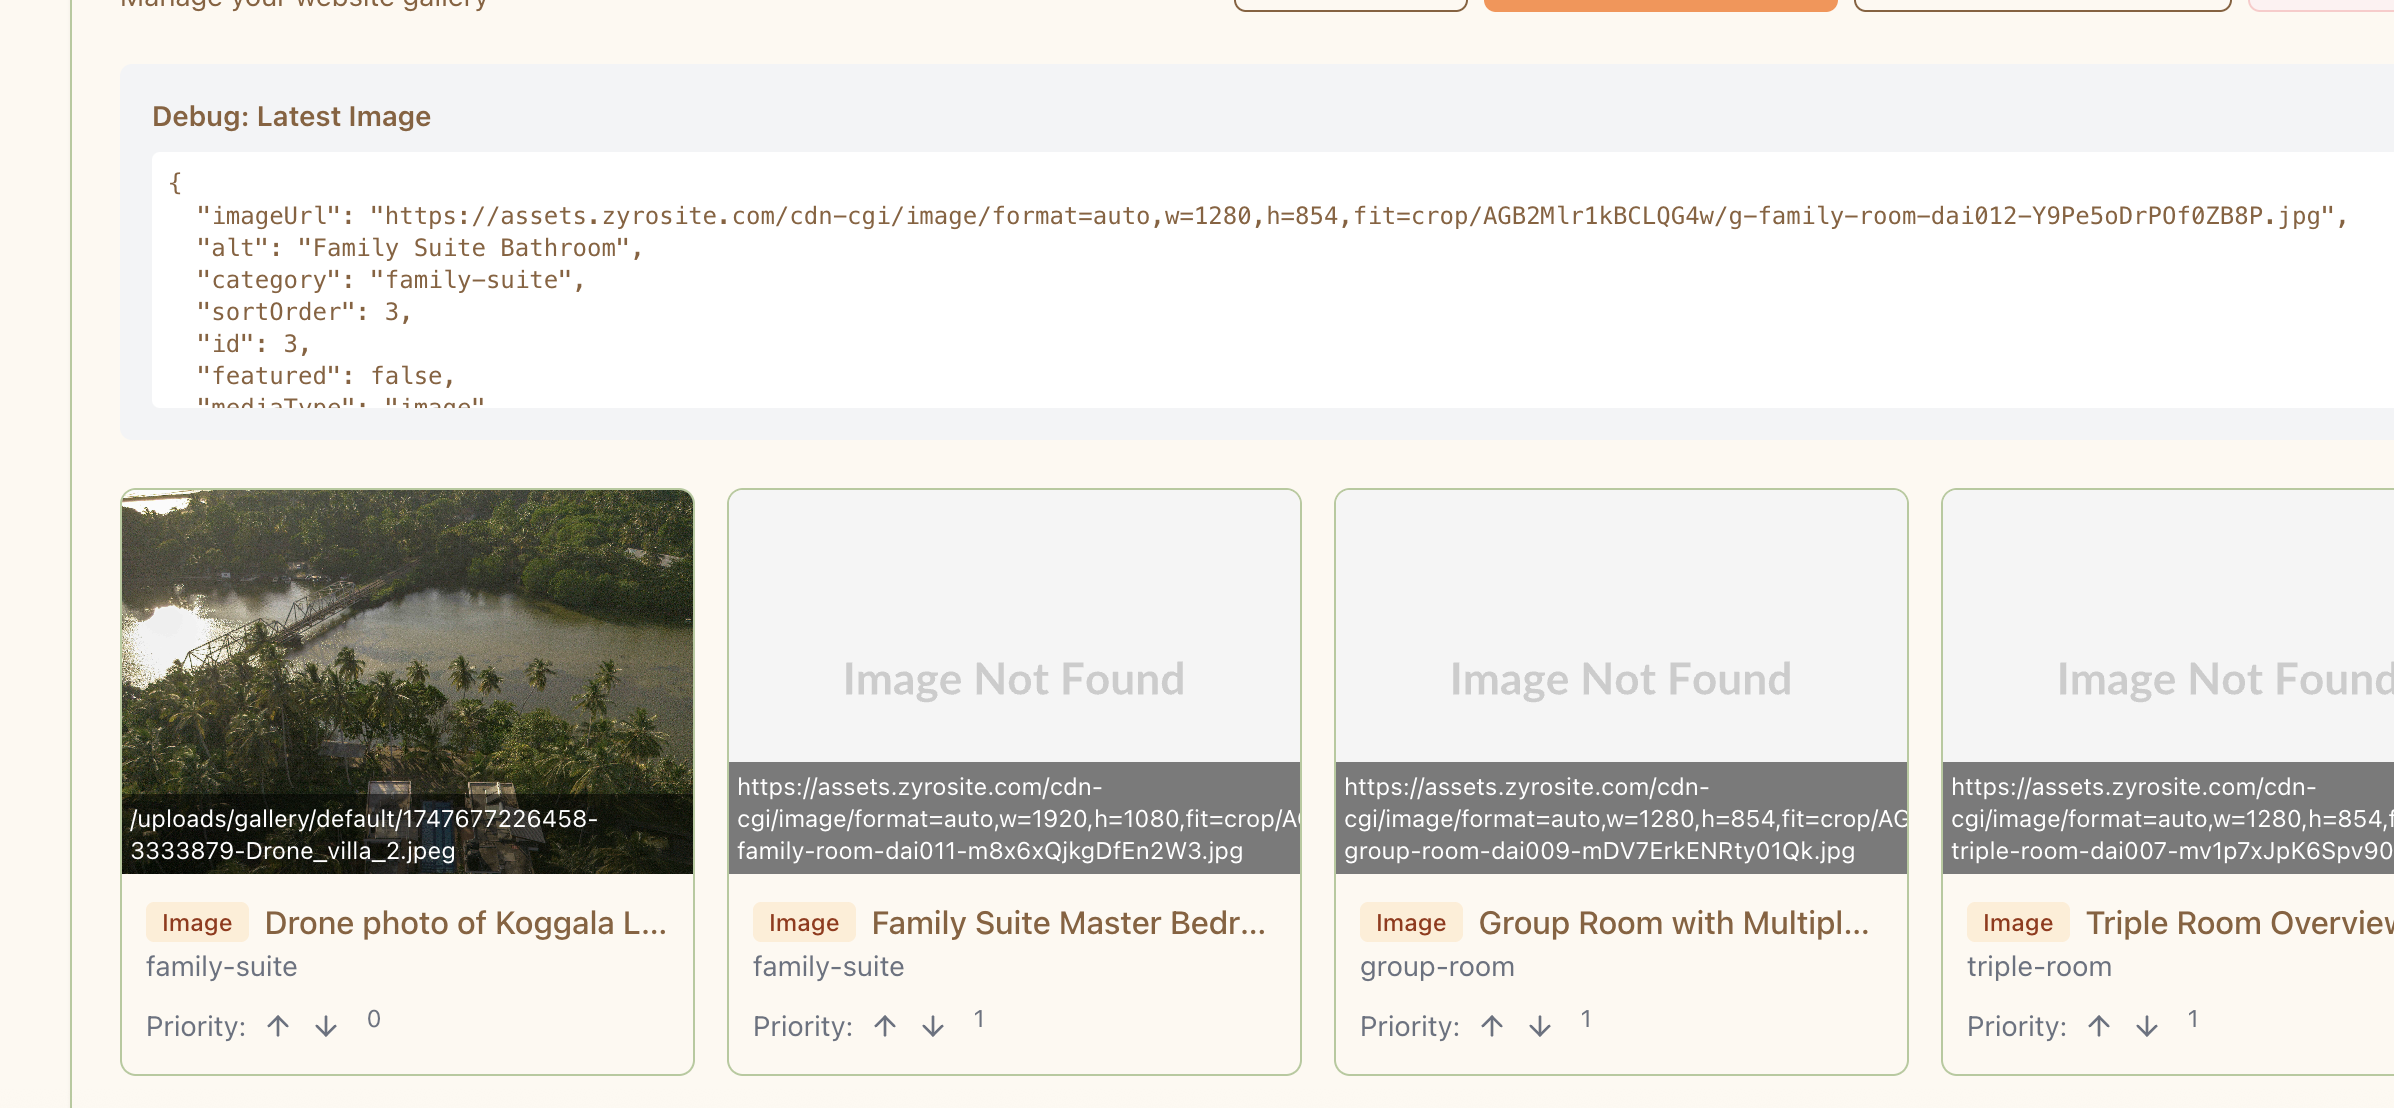 Manage your website gallery
Debug: Latest Image
{
"imageUrl": "https://assets.zyrosite.com/cdn-cgi/image/format=auto,w=1280,h=854,fit=crop/AGB2Mlr1kBCLQG4w/g-family-room-dai012-Y9Pe5oDrPOf0ZB8P.jpg",
"alt": "Family Suite Bathroom",
"category": "family-suite",
"sortOrder": 3,
"id": 3,
"featured": false,
"mediaType": "image"
/uploads/gallery/default/1747677226458-
3333879-Drone_villa_2.jpeg
Image Drone photo of Koggala L...
family-suite
Priority: ↑ ↓ 0
Image Not Found
https://assets.zyrosite.com/cdn-
cgi/image/format=auto,w=1920,h=1080,fit=crop/A
family-room-dai011-m8x6xQjkgDfEn2W3.jpg
Image Family Suite Master Bedr...
family-suite
Priority: ↑ ↓ 1
Image Not Found
https://assets.zyrosite.com/cdn-
cgi/image/format=auto,w=1280,h=854,fit=crop/AG
group-room-dai009-mDV7ErkENRty01Qk.jpg
Image Group Room with Multipl...
group-room
Priority: ↑ ↓ 1
Image Not Found
https://assets.zyrosite.com/cdn-
cgi/image/format=auto,w=1280,h=854,f
triple-room-dai007-mv1p7xJpK6Spv90
Image Triple Room Overview
triple-room
Priority: ↑ ↓ 1